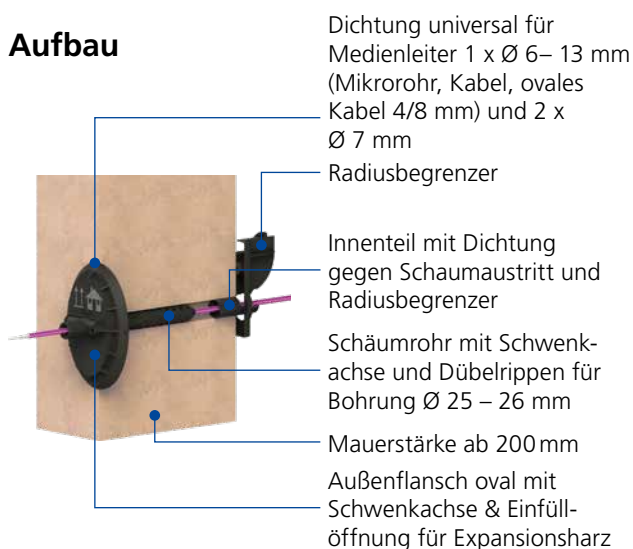 Aufbau
Dichtung universal für
Medienleiter 1 x Ø 6– 13 mm
(Mikrorohr, Kabel, ovales
Kabel 4/8 mm) und 2 x
Ø 7 mm
Radiusbegrenzer
Innenteil mit Dichtung
gegen Schaumaustritt und
Radiusbegrenzer
Schäumrohr mit Schwenk-
achse und Dübelrippen für
Bohrung Ø 25 – 26 mm
Mauerstärke ab 200 mm
Außenflansch oval mit
Schwenkachse & Einfüll-
öffnung für Expansionsharz